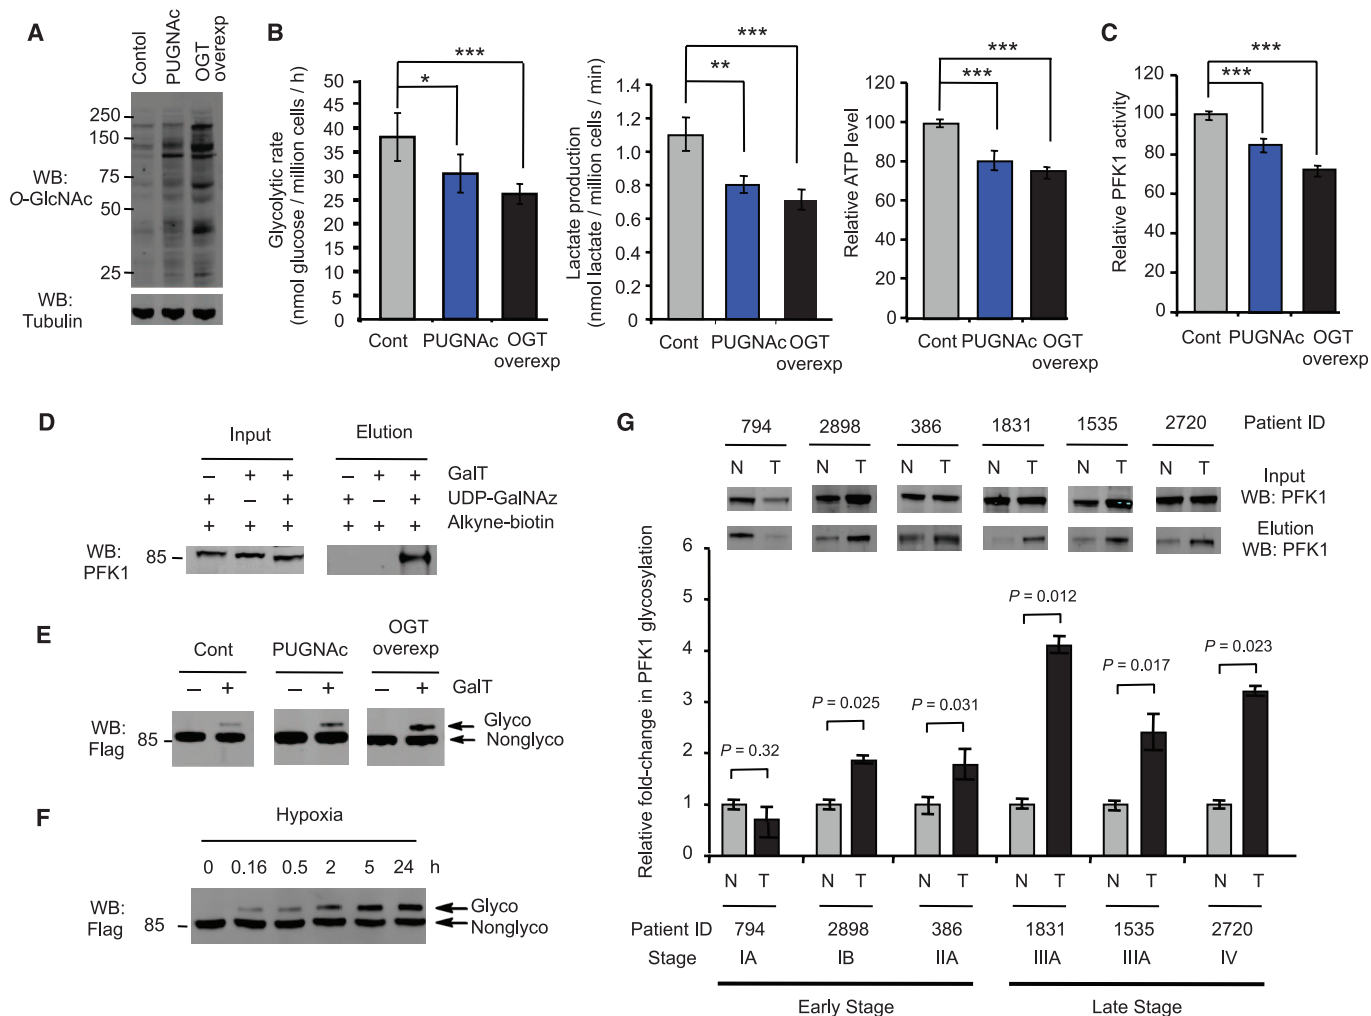 A
Contol
PUGNAc
OGT
overexp
250
150
75
50
25
WB:
O-GlcNAc
WB:
Tubulin
B
Glycolytic rate
(nmol glucose / million cells / h)
50
45
40
35
30
25
20
15
10
5
0
*
***
Cont PUGNAc OGT
overexp
Lactate production
(nmol lactate / million cells / min)
1.4
1.2
1.0
0.8
0.6
0.4
0.2
0
**
***
Cont PUGNAc OGT
overexp
Relative ATP level
120
100
80
60
40
20
0
***
***
Cont PUGNAc OGT
overexp
C
Relative PFK1 activity
120
100
80
60
40
20
0
***
***
Cont PUGNAc OGT
overexp
D
Input Elution
– + + – + + GalT
+ – + + – + UDP-GalNAz
+ + + + + + Alkyne-biotin
WB:
PFK1
85
E
Cont PUGNAc OGT
overexp
– + – + – + GalT
WB:
Flag
85
Glyco
Nonglyco
F
Hypoxia
0 0.16 0.5 2 5 24 h
WB:
Flag
85
Glyco
Nonglyco
G
794 2898 386 1831 1535 2720 Patient ID
N T N T N T N T N T N T
Input
WB: PFK1
Elution
WB: PFK1
Relative fold-change in PFK1 glycosylation
6
5
4
3
2
1
0
P = 0.32
P = 0.025
P = 0.031
P = 0.012
P = 0.017
P = 0.023
N T N T N T N T N T N T
Patient ID 794 2898 386 1831 1535 2720
Stage IA IB IIA IIIA IIIA IV
Early Stage Late Stage